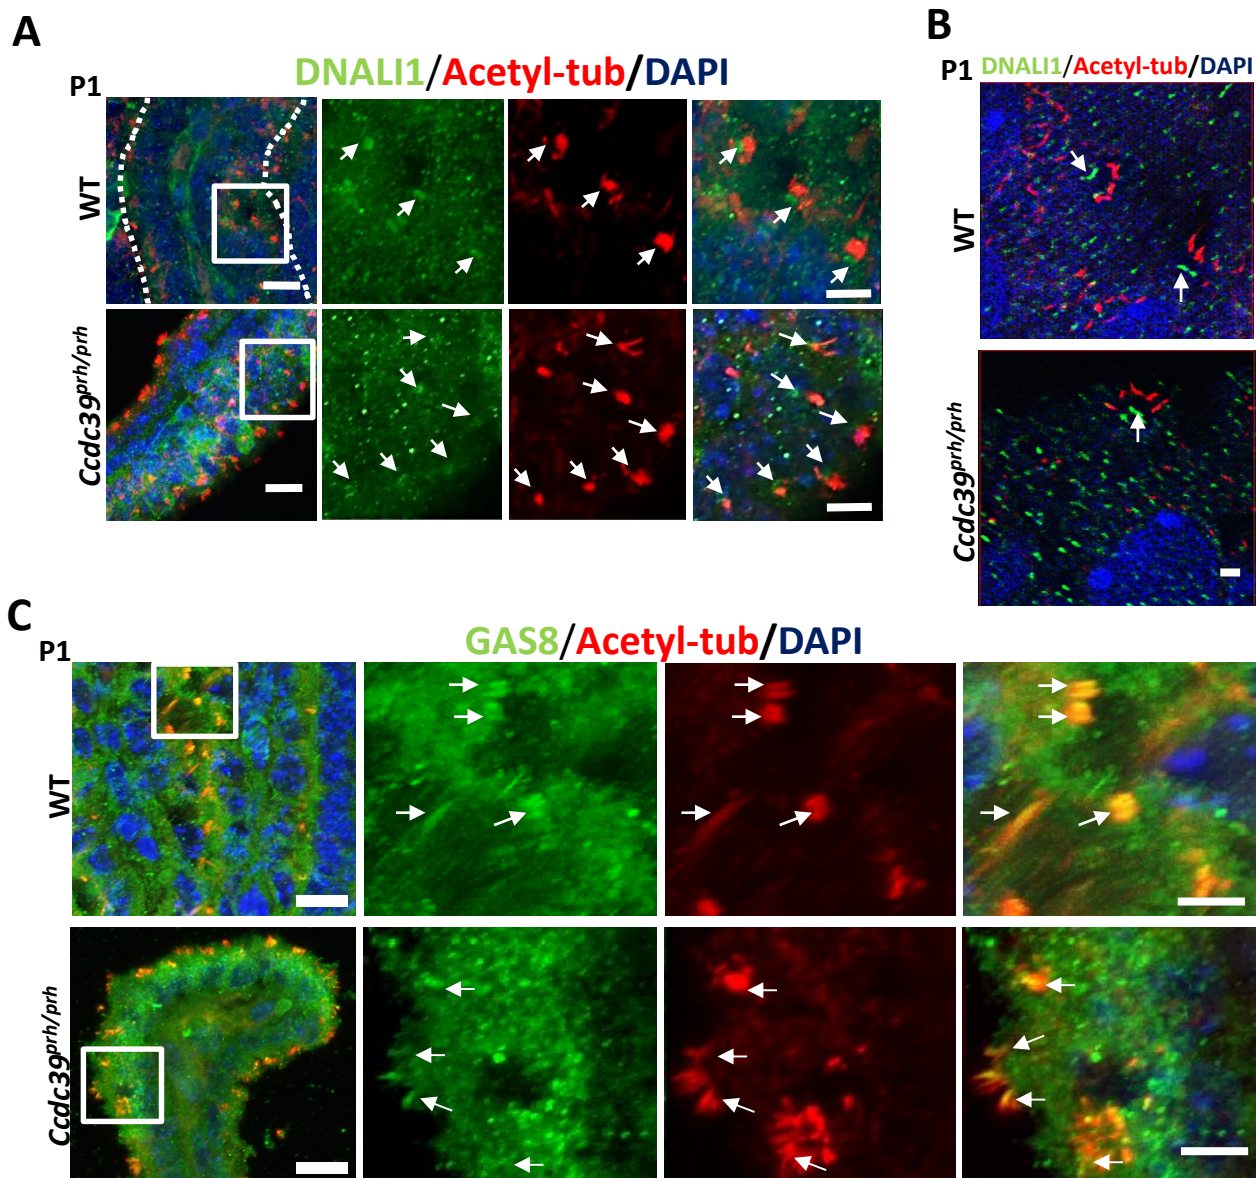 A
DNALI1/Acetyl-tub/DAPI
P1
WT
Ccdc39prh/prh
B
P1 DNALI1/Acetyl-tub/DAPI
WT
Ccdc39prh/prh
C
GAS8/Acetyl-tub/DAPI
P1
WT
Ccdc39prh/prh